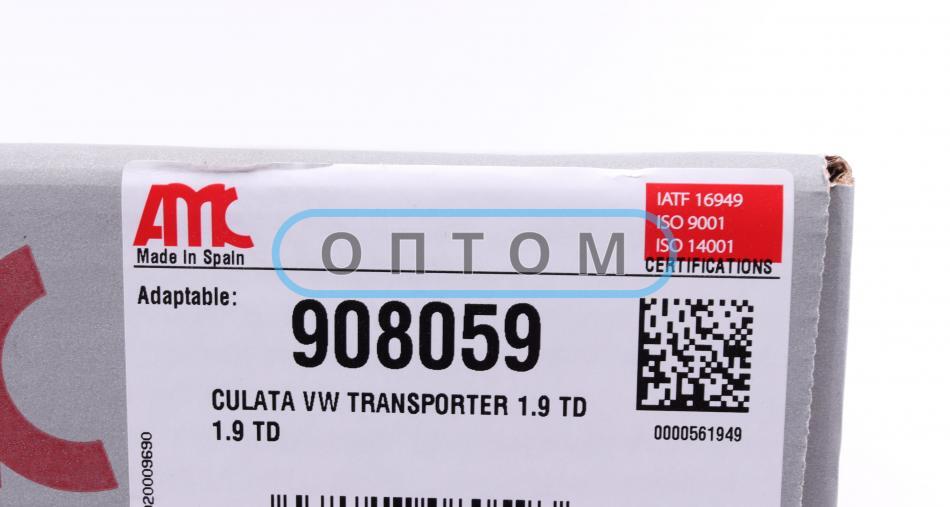 AMC
Made In Spain
IATF 16949
ISO 9001
ISO 14001
CERTIFICATIONS
ОПТОМ
Adaptable:
908059
CULATA VW TRANSPORTER 1.9 TD
1.9 TD
0000561949
020009690